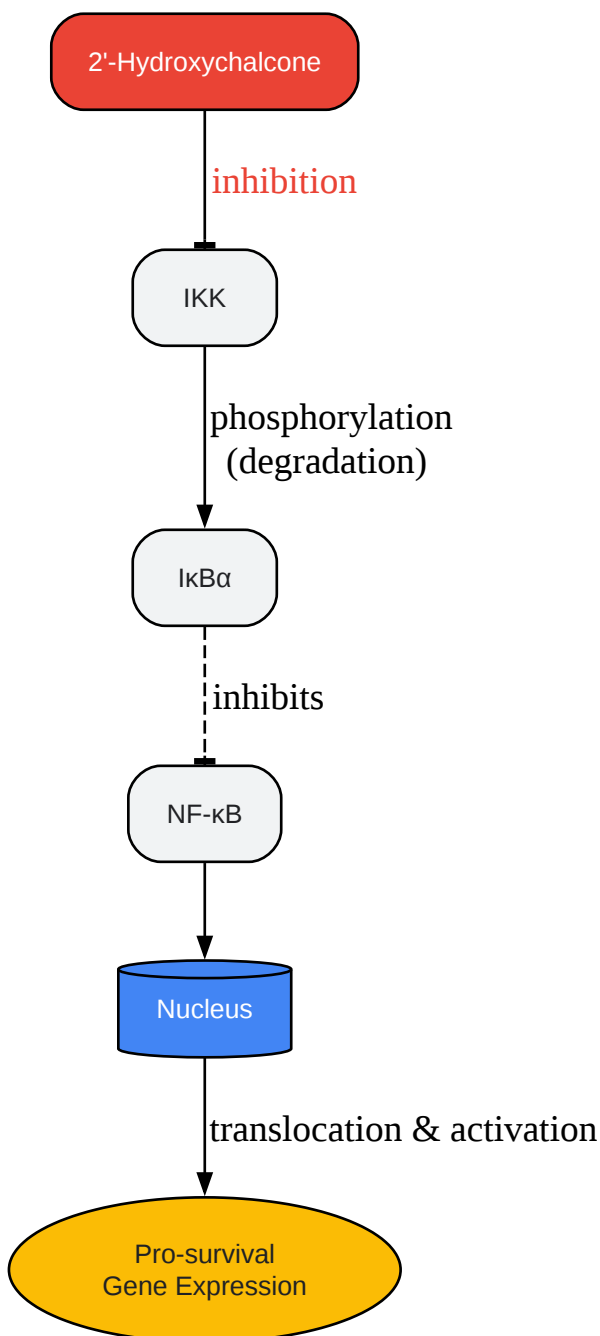 2'-Hydroxychalcone
inhibition
IKK
phosphorylation
(degradation)
IκBα
inhibits
NF-κB
Nucleus
translocation & activation
Pro-survival
Gene Expression